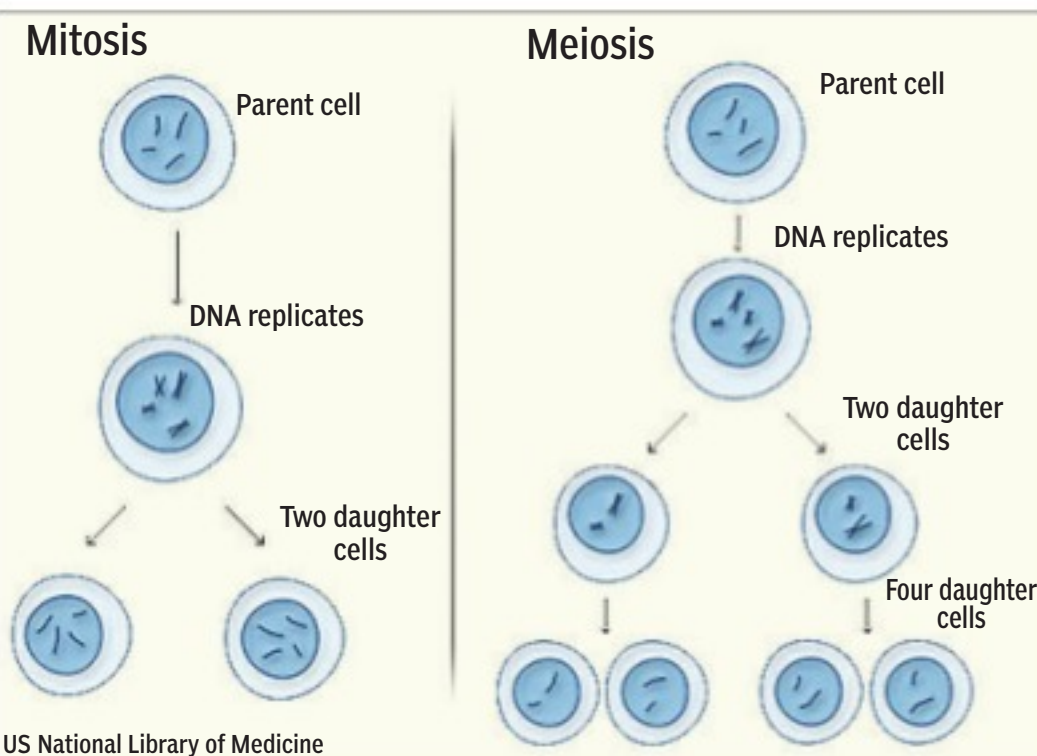 Mitosis
Parent cell
DNA replicates
Two daughter
cells
US National Library of Medicine
Meiosis
Parent cell
DNA replicates
Two daughter
cells
Four daughter
cells